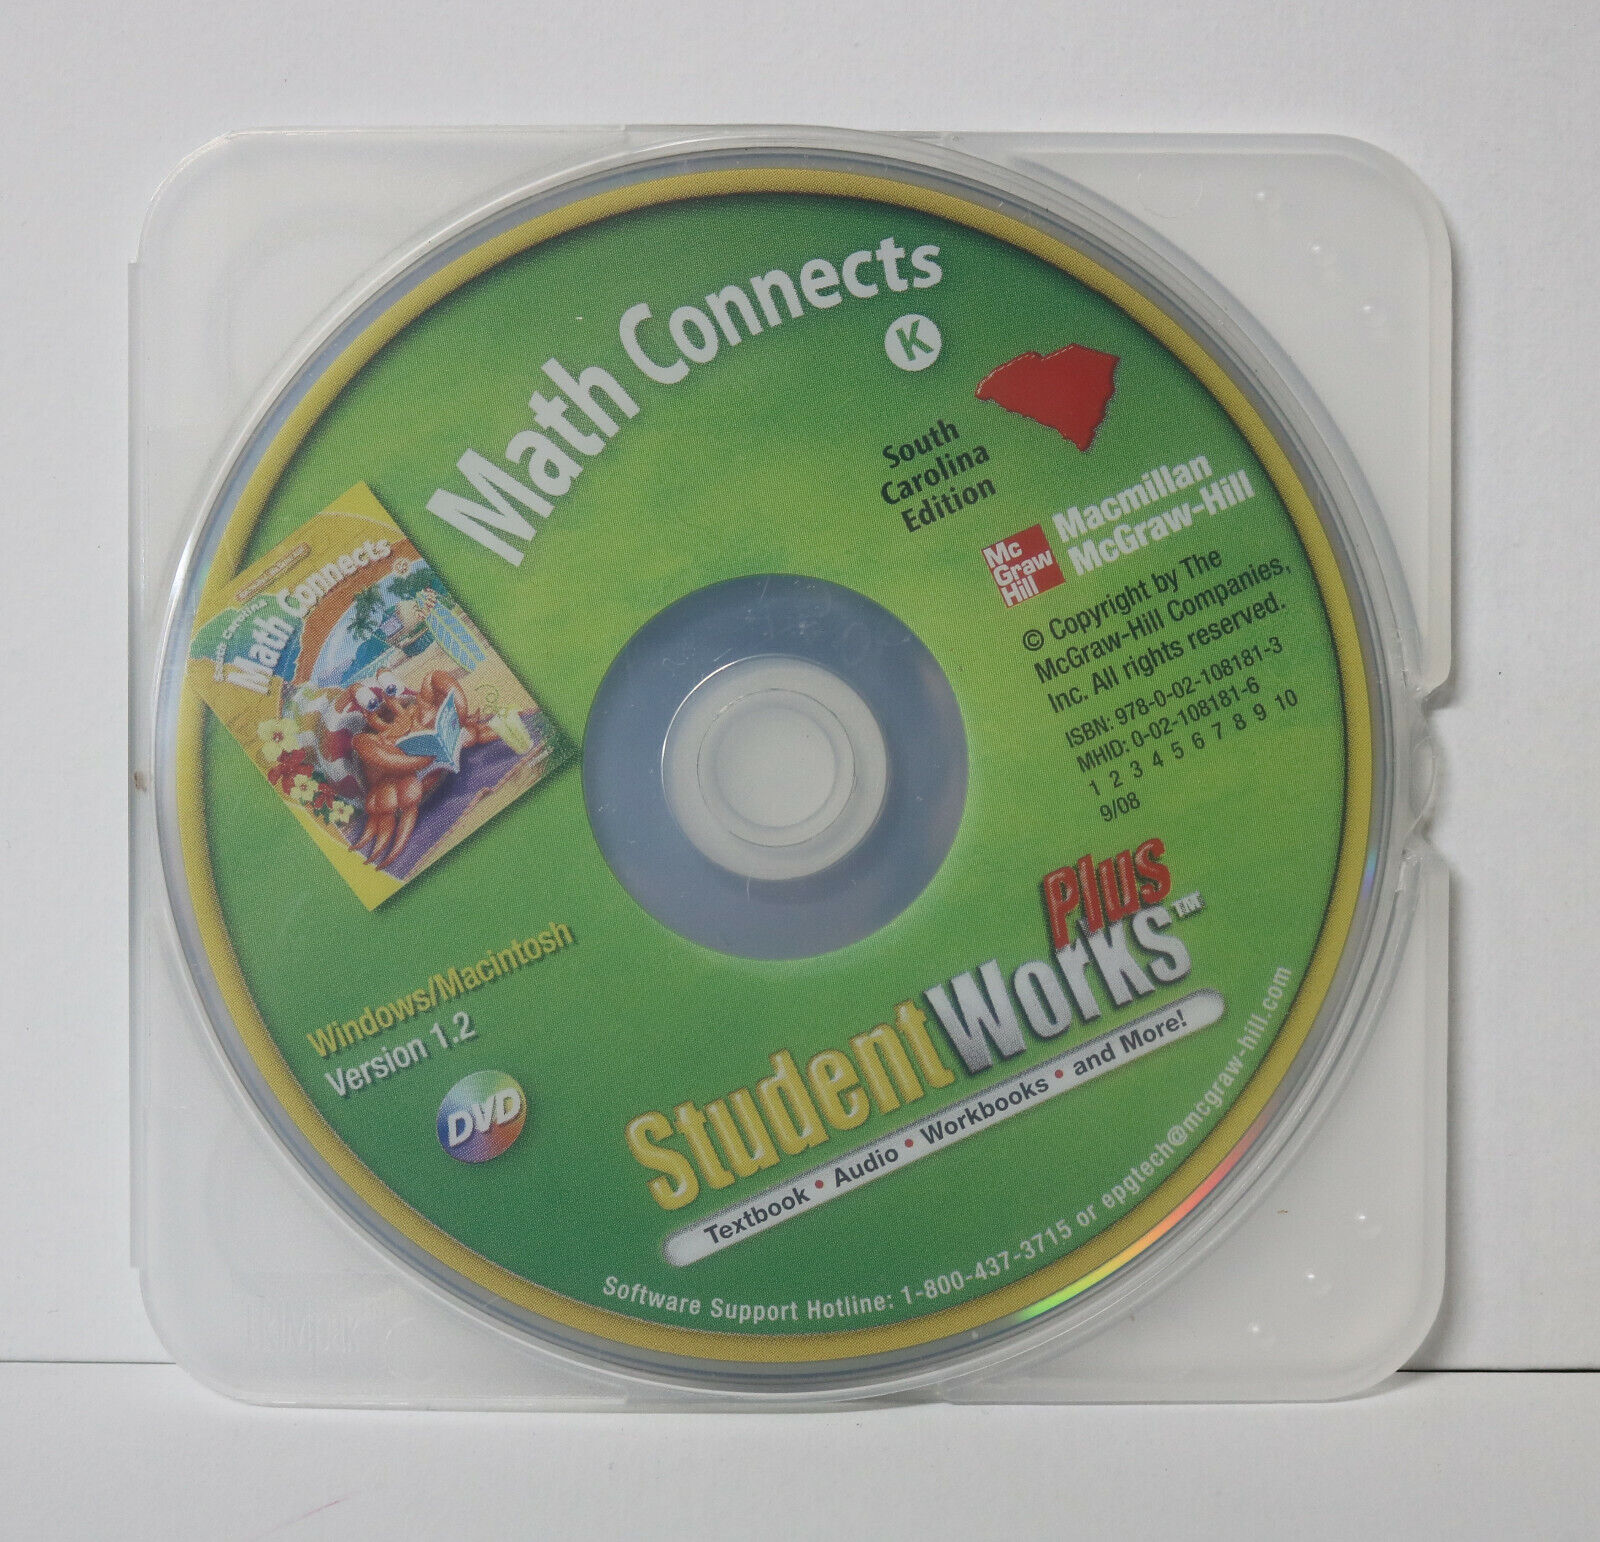 Math Connects
K
South
Carolina
Edition
Mc
Graw
Hill
Macmillan
McGraw-Hill
© Copyright by The
McGraw-Hill Companies,
Inc. All rights reserved.
ISBN: 978-0-02-108181-3
MHID: 0-02-108181-6
1 2 3 4 5 6 7 8 9 10
9/08
South Carolina
Math Connects
Windows/Macintosh
Version 1.2
DVD
Plus
StudentWorks™
Textbook • Audio • Workbooks • and More!
Software Support Hotline: 1-800-437-3715 or epgtech@mcgraw-hill.com